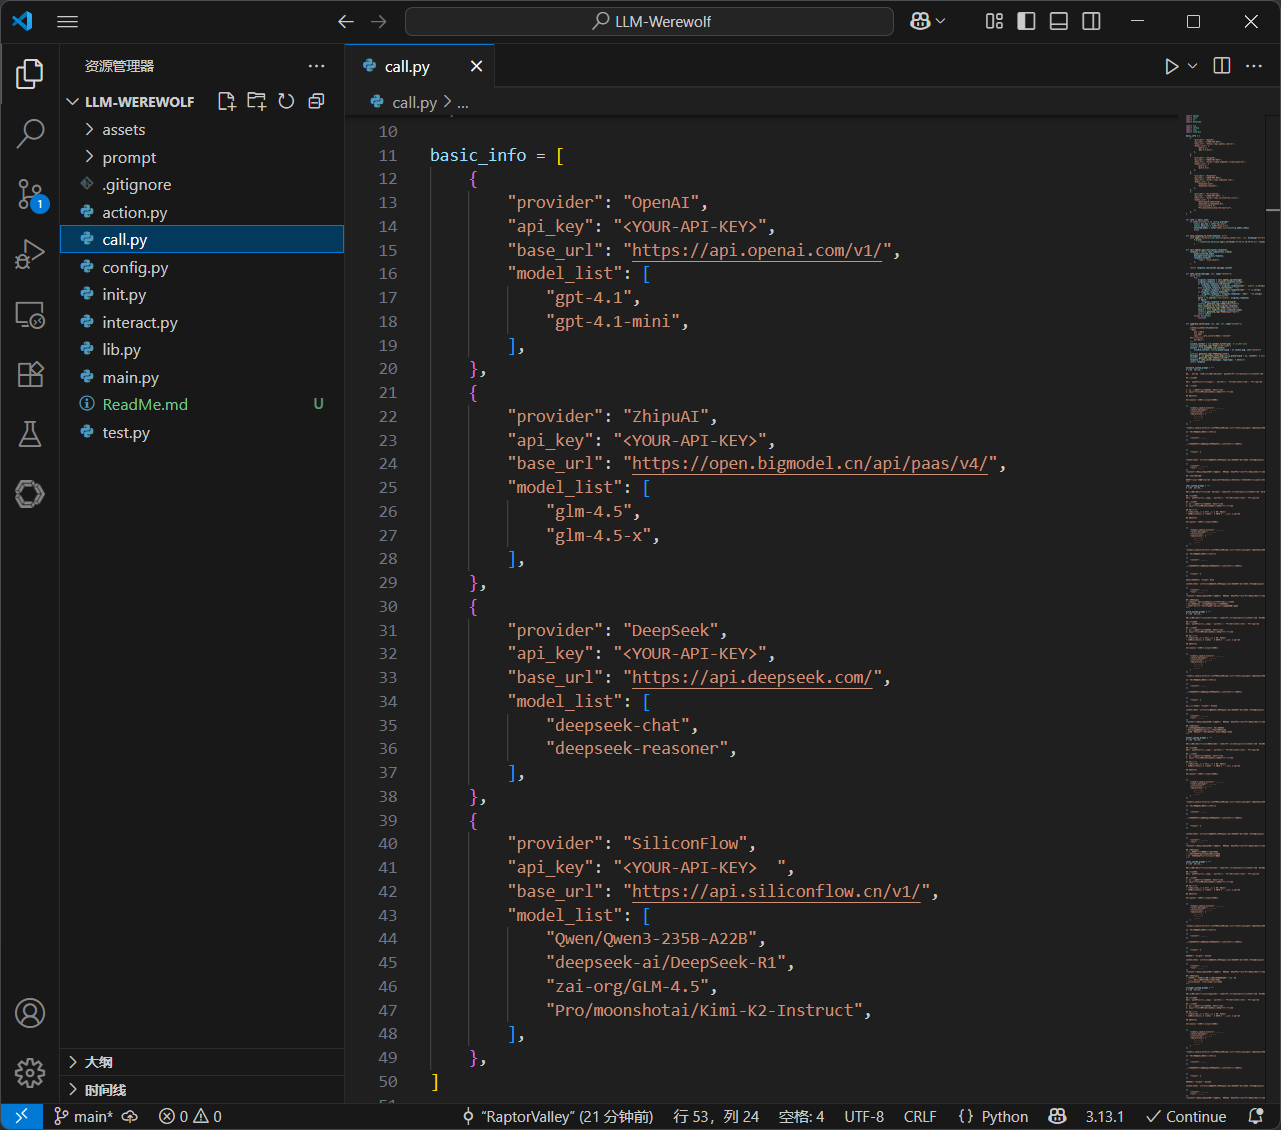 LLM-Werewolf
资源管理器
LLM-WEREWOLF
assets
prompt
.gitignore
action.py
call.py
config.py
init.py
interact.py
lib.py
main.py
ReadMe.md U
test.py
1
大纲
时间线
call.py
call.py > ...
10
11 basic_info = [
12 {
13 "provider": "OpenAI",
14 "api_key": "<YOUR-API-KEY>",
15 "base_url": "https://api.openai.com/v1/",
16 "model_list": [
17 "gpt-4.1",
18 "gpt-4.1-mini",
19 ],
20 },
21 {
22 "provider": "ZhipuAI",
23 "api_key": "<YOUR-API-KEY>",
24 "base_url": "https://open.bigmodel.cn/api/paas/v4/",
25 "model_list": [
26 "glm-4.5",
27 "glm-4.5-x",
28 ],
29 },
30 {
31 "provider": "DeepSeek",
32 "api_key": "<YOUR-API-KEY>",
33 "base_url": "https://api.deepseek.com/",
34 "model_list": [
35 "deepseek-chat",
36 "deepseek-reasoner",
37 ],
38 },
39 {
40 "provider": "SiliconFlow",
41 "api_key": "<YOUR-API-KEY>  ",
42 "base_url": "https://api.siliconflow.cn/v1/",
43 "model_list": [
44 "Qwen/Qwen3-235B-A22B",
45 "deepseek-ai/DeepSeek-R1",
46 "zai-org/GLM-4.5",
47 "Pro/moonshotai/Kimi-K2-Instruct",
48 ],
49 },
50 ]
main* 0 0 "RaptorValley" (21 分钟前) 行 53，列 24 空格: 4 UTF-8 CRLF {} Python 3.13.1 Continue